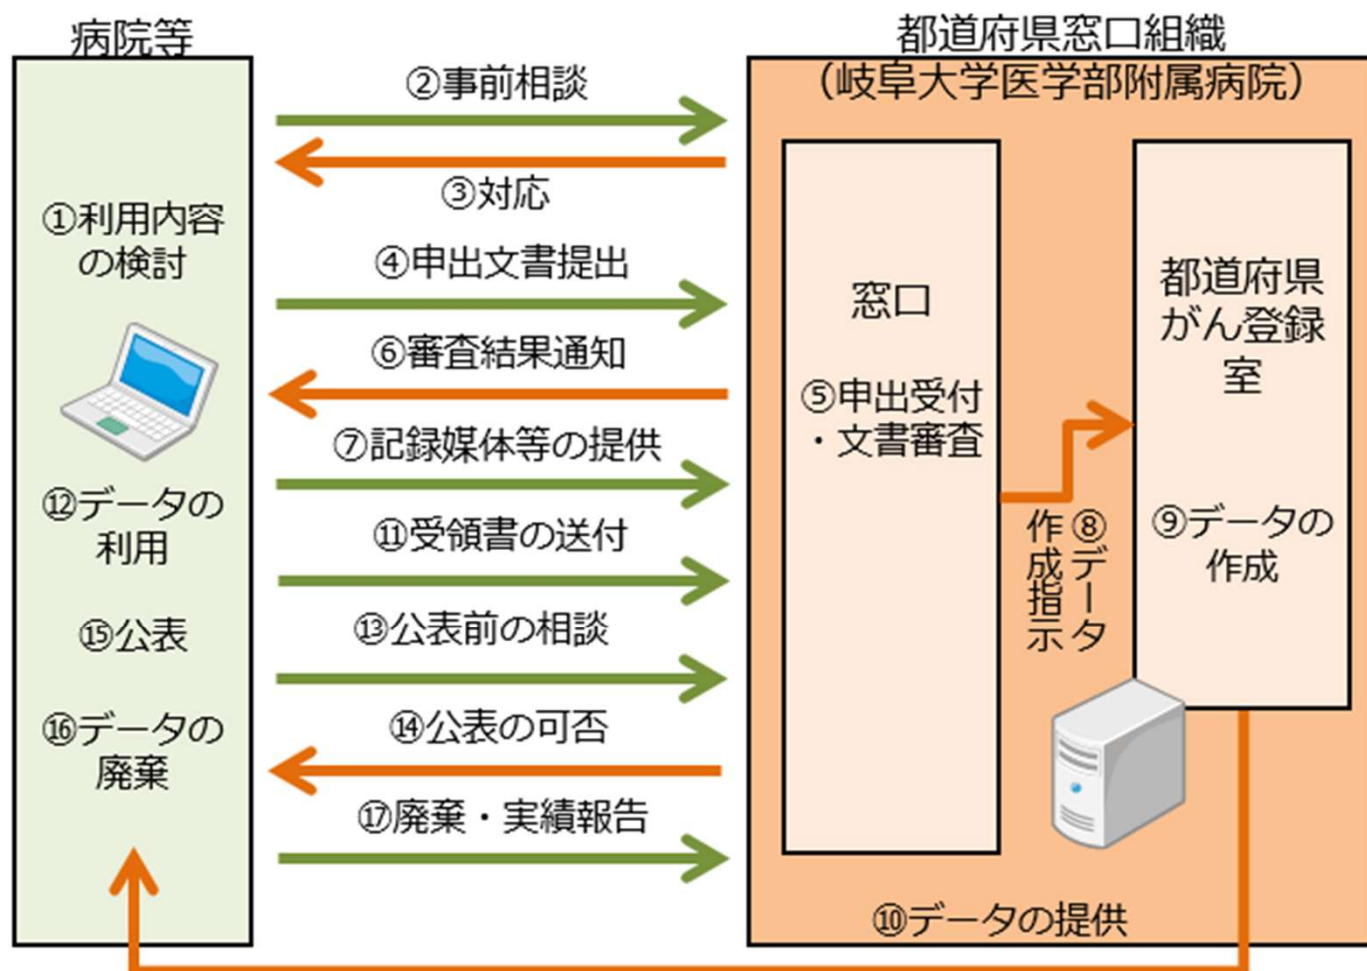 病院等
①利用内容
の検討
⑫データの
利用
⑮公表
⑯データの
廃棄
②事前相談
③対応
④申出文書提出
⑥審査結果通知
⑦記録媒体等の提供
⑪受領書の送付
⑬公表前の相談
⑭公表の可否
⑰廃棄・実績報告
都道府県窓口組織
（岐阜大学医学部附属病院）
窓口
⑤申出受付
・文書審査
⑧データ
作成指示
都道府県
がん登録
室
⑨データの
作成
⑩データの提供